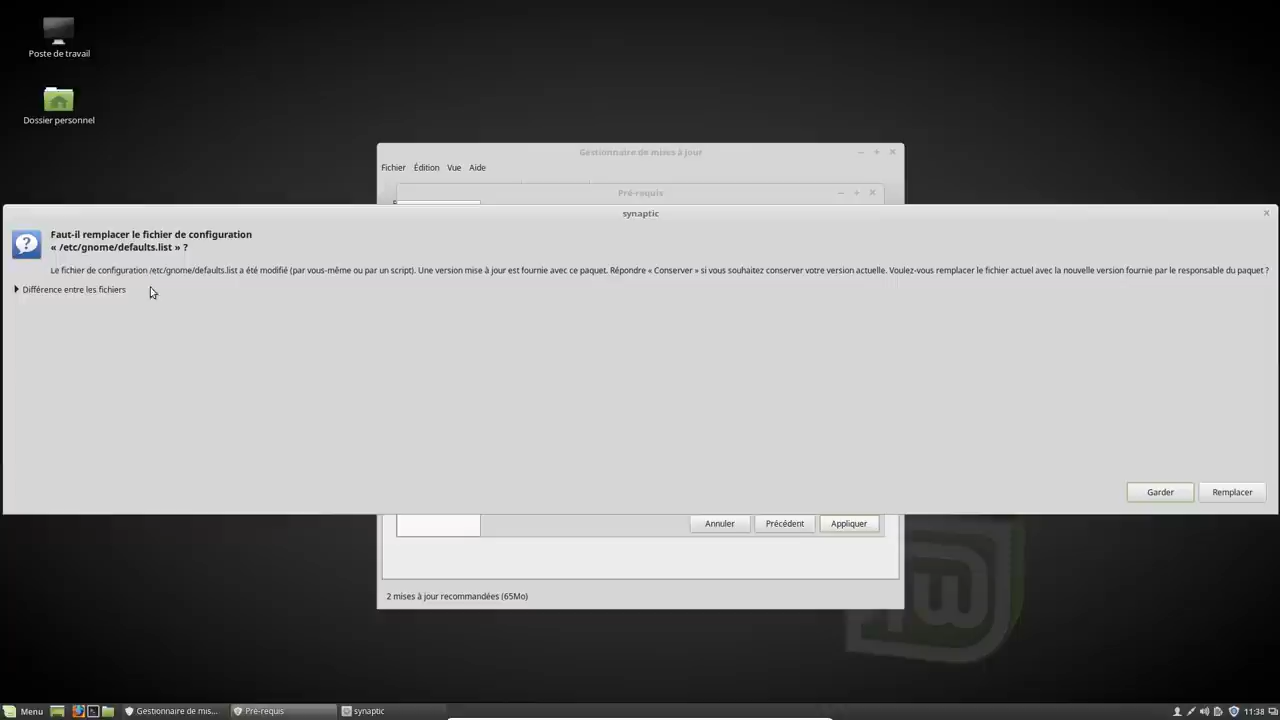 Poste de travail
Dossier personnel
Gestionnaire de mises à jour
Fichier Édition Vue Aide
Pré-requis
synaptic
Faut-il remplacer le fichier de configuration
« /etc/gnome/defaults.list » ?
Le fichier de configuration /etc/gnome/defaults.list a été modifié (par vous-même ou par un script). Une version mise à jour est fournie avec ce paquet. Répondre « Conserver » si vous souhaitez conserver votre version actuelle. Voulez-vous remplacer le fichier actuel avec la nouvelle version fournie par le responsable du paquet ?
Différence entre les fichiers
Garder Remplacer
Annuler Précédent Appliquer
2 mises à jour recommandées (65Mo)
Menu Gestionnaire de mis... Pré-requis synaptic 11:38